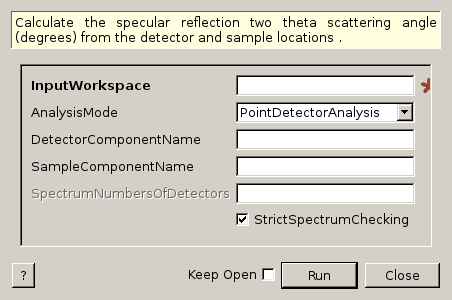 Calculate the specular reflection two theta scattering angle
(degrees) from the detector and sample locations .
InputWorkspace
AnalysisMode PointDetectorAnalysis
DetectorComponentName
SampleComponentName
SpectrumNumbersOfDetectors
StrictSpectrumChecking
? Keep Open Run Close